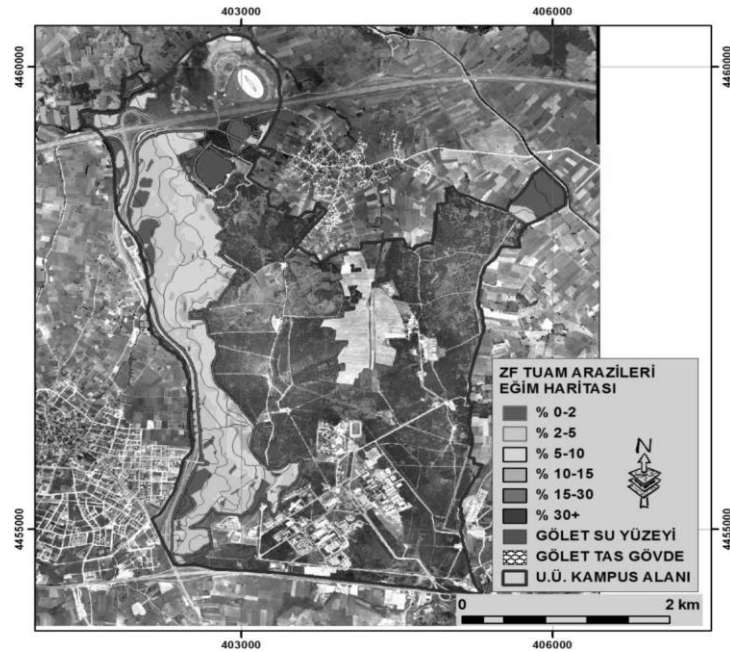 403000 406000
4460000 4460000
ZF TUAM ARAZİLERİ
EĞİM HARİTASI
% 0-2
% 2-5
% 5-10
% 10-15
% 15-30
% 30+
GÖLET SU YÜZEYİ
GÖLET TAS GÖVDE
U.Ü. KAMPUS ALANI
N
4455000 4455000
0 2 km
403000 406000